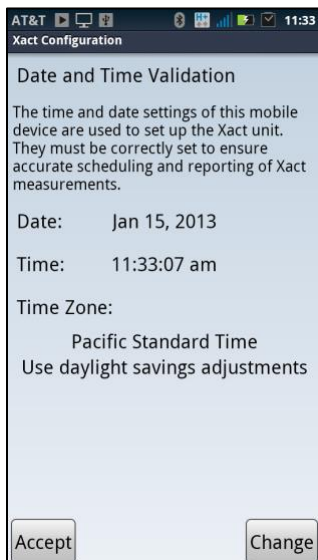 AT&T 11:33
Xact Configuration
Date and Time Validation
The time and date settings of this mobile
device are used to set up the Xact unit.
They must be correctly set to ensure
accurate scheduling and reporting of Xact
measurements.
Date: Jan 15, 2013
Time: 11:33:07 am
Time Zone:
Pacific Standard Time
Use daylight savings adjustments
Accept Change